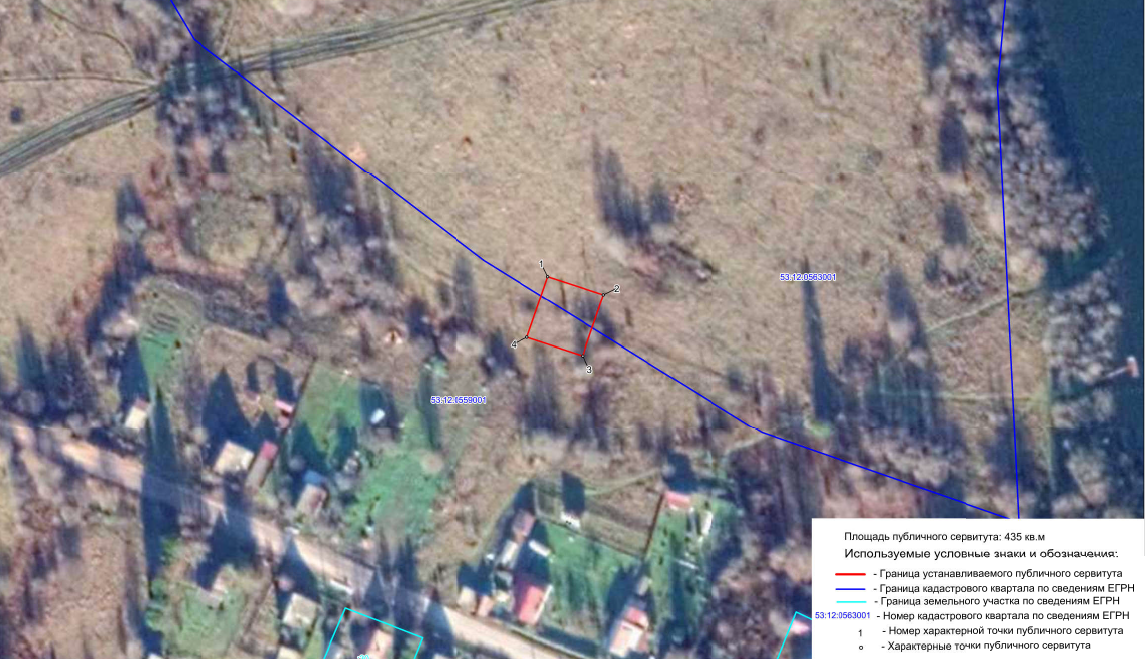 1
2
53:12:0563001
4
3
53:12:0559001
Площадь публичного сервитута: 435 кв.м
Используемые условные знаки и обозначения:
- Граница устанавливаемого публичного сервитута
- Граница кадастрового квартала по сведениям ЕГРН
- Граница земельного участка по сведениям ЕГРН
53:12:0563001 - Номер кадастрового квартала по сведениям ЕГРН
1 - Номер характерной точки публичного сервитута
- Характерные точки публичного сервитута